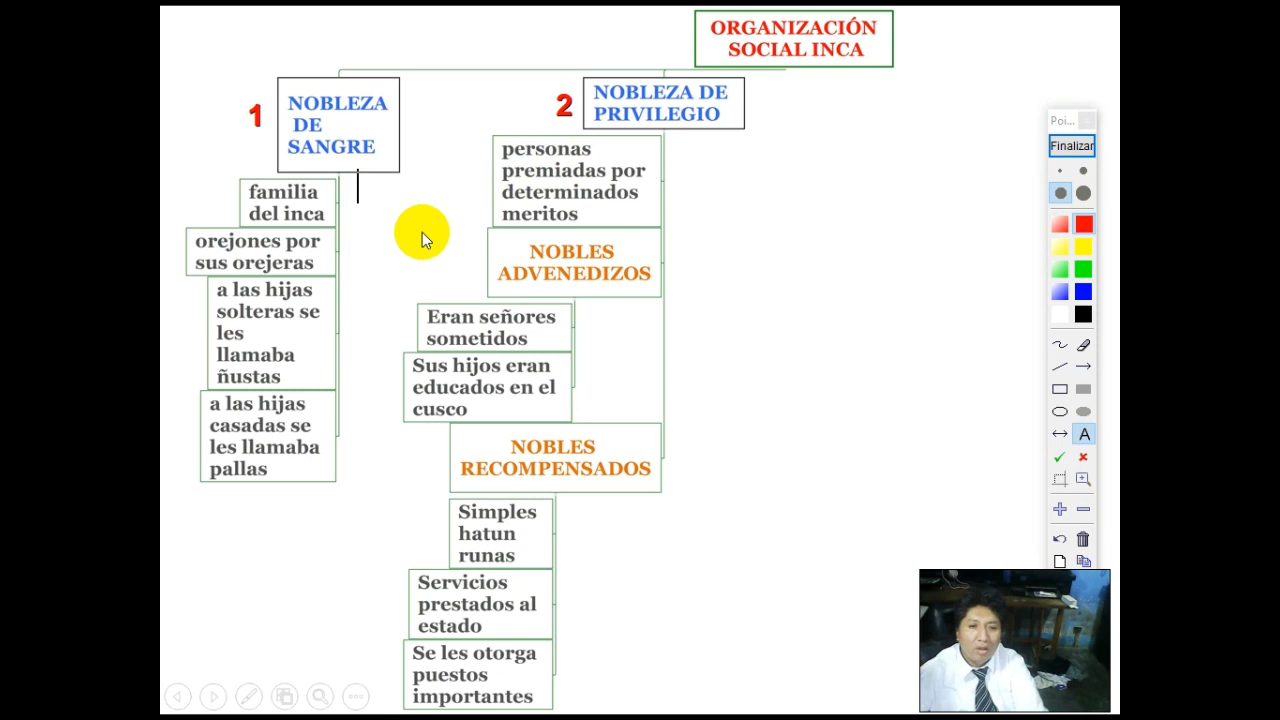 ORGANIZACIÓN
SOCIAL INCA
1
NOBLEZA
DE
SANGRE
familia
del inca
orejones por
sus orejeras
a las hijas
solteras se
les
llamaba
ñustas
a las hijas
casadas se
les llamaba
pallas
2
NOBLEZA DE
PRIVILEGIO
personas
premiadas por
determinados
meritos
NOBLES
ADVENEDIZOS
Eran señores
sometidos
Sus hijos eran
educados en el
cusco
NOBLES
RECOMPENSADOS
Simples
hatun
runas
Servicios
prestados al
estado
Se les otorga
puestos
importantes
Poi...
Finalizar
A